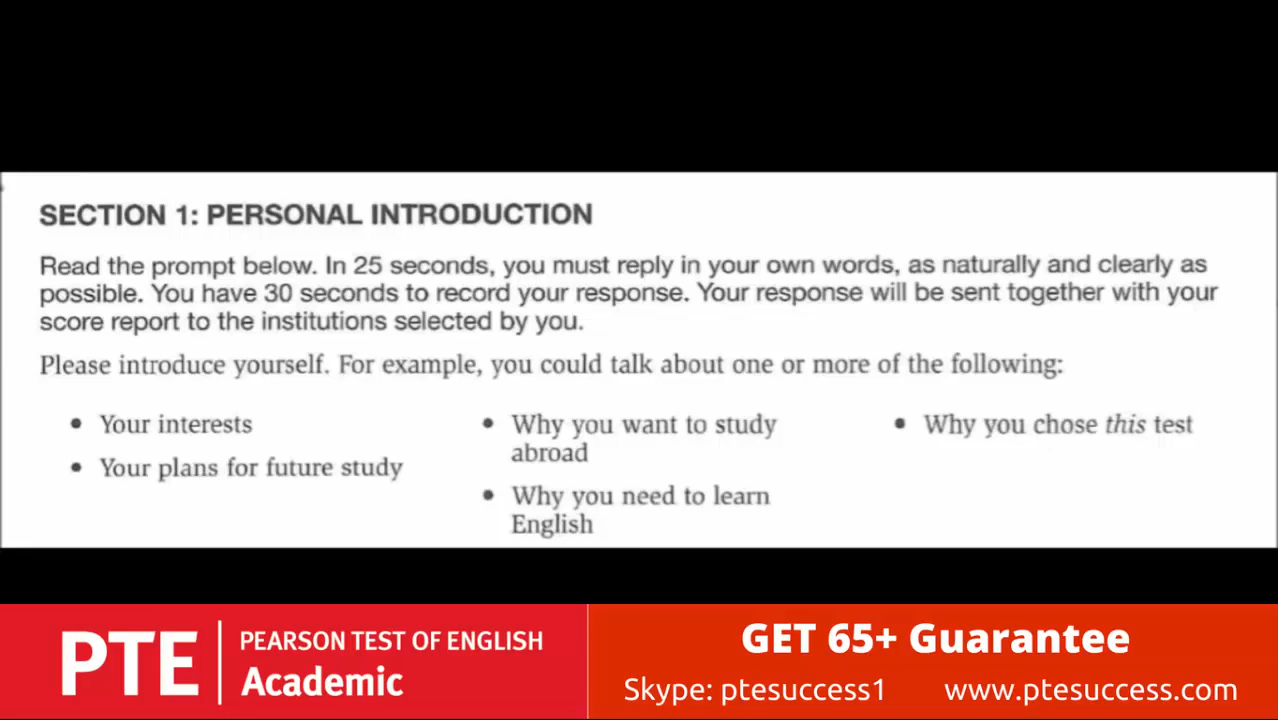 SECTION 1: PERSONAL INTRODUCTION
Read the prompt below. In 25 seconds, you must reply in your own words, as naturally and clearly as
possible. You have 30 seconds to record your response. Your response will be sent together with your
score report to the institutions selected by you.
Please introduce yourself. For example, you could talk about one or more of the following:
• Your interests
• Your plans for future study
• Why you want to study
abroad
• Why you need to learn
English
• Why you chose this test
PTE
PEARSON TEST OF ENGLISH
Academic
GET 65+ Guarantee
Skype: ptesuccess1 www.ptesuccess.com